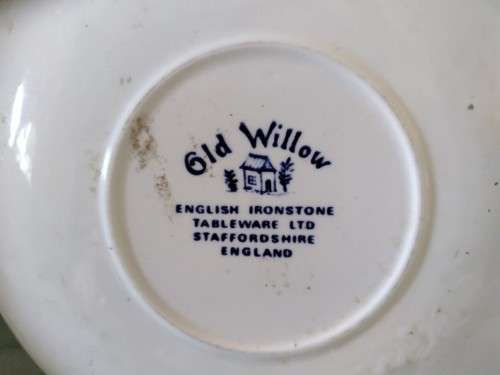 Old Willow
ENGLISH IRONSTONE
TABLEWARE LTD
STAFFORDSHIRE
ENGLAND